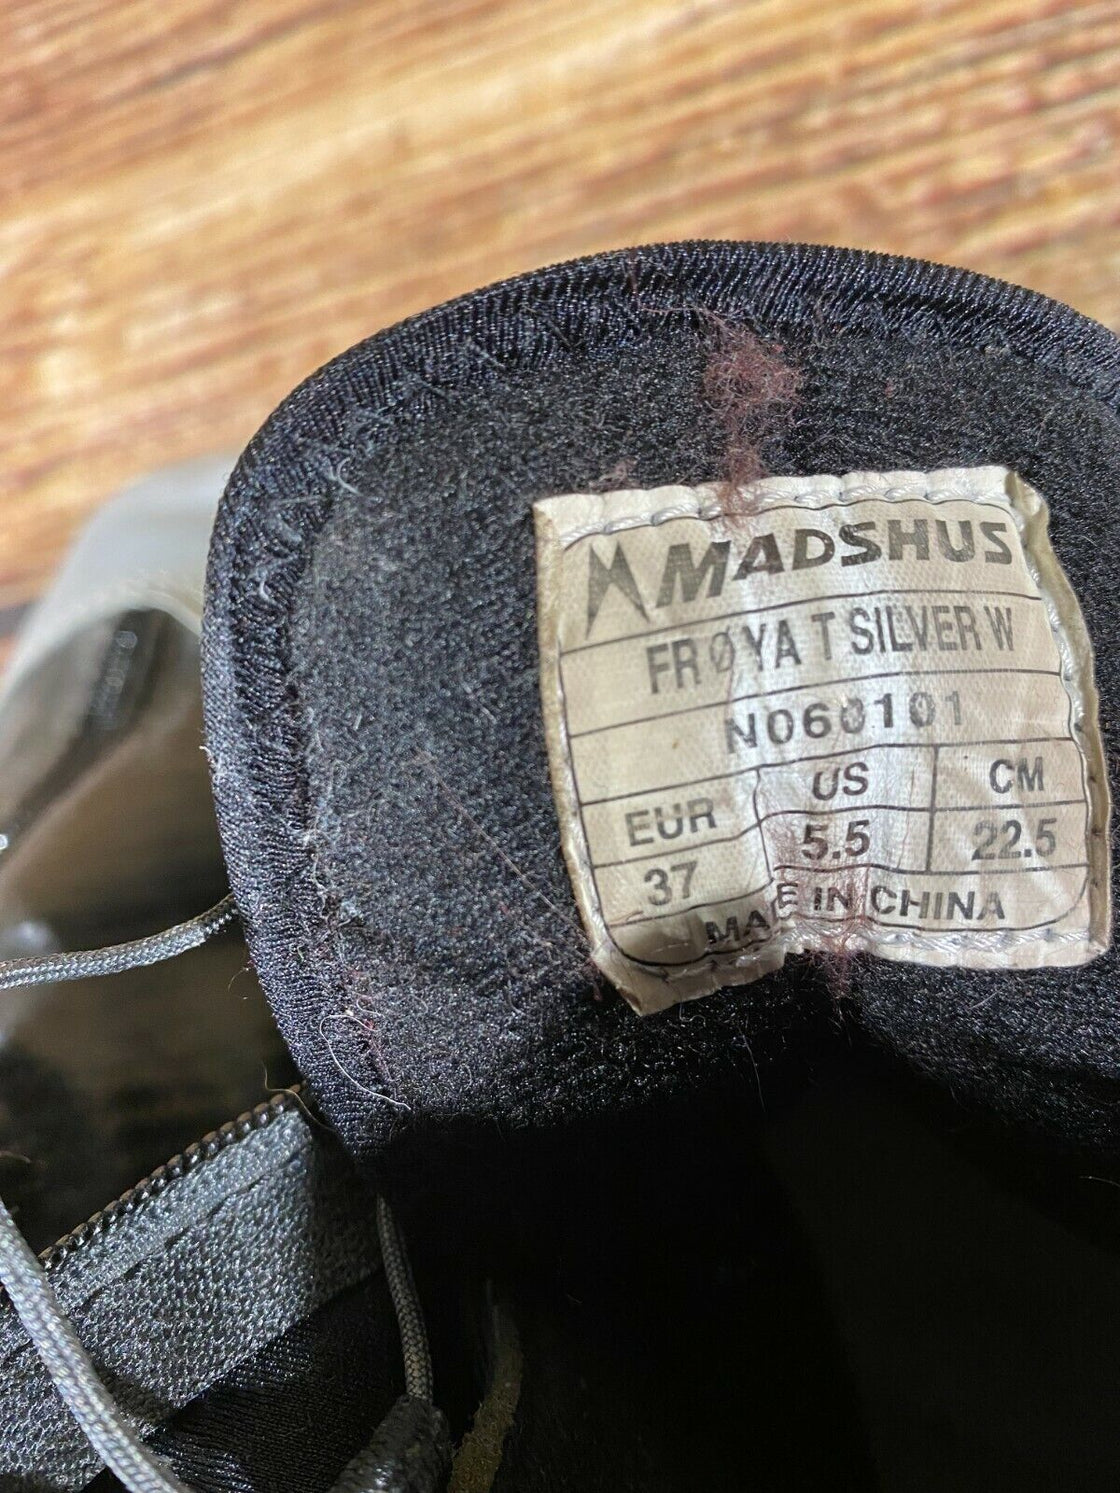 MADSHUS
FRØYA T SILVER W
N060101
EUR US CM
37 5.5 22.5
MADE IN CHINA